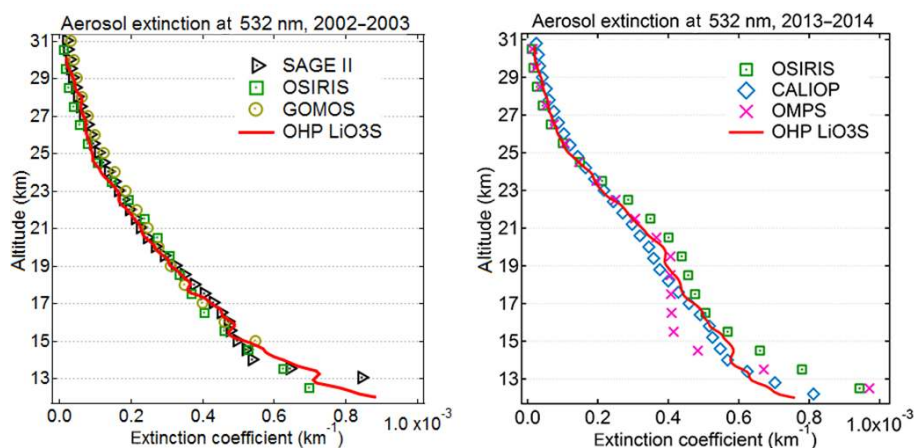 Aerosol extinction at 532 nm, 2002–2003
31
29
27
25
23
21
19
17
15
13
Altitude (km)
SAGE II
OSIRIS
GOMOS
OHP LiO3S
0.0
0.2
0.4
0.6
0.8
1.0 x10⁻³
Extinction coefficient (km⁻¹)
Aerosol extinction at 532 nm, 2013–2014
31
29
27
25
23
21
19
17
15
13
Altitude (km)
OSIRIS
CALIOP
OMPS
OHP LiO3S
0.0
0.2
0.4
0.6
0.8
1.0 x10⁻³
Extinction coefficient (km⁻¹)